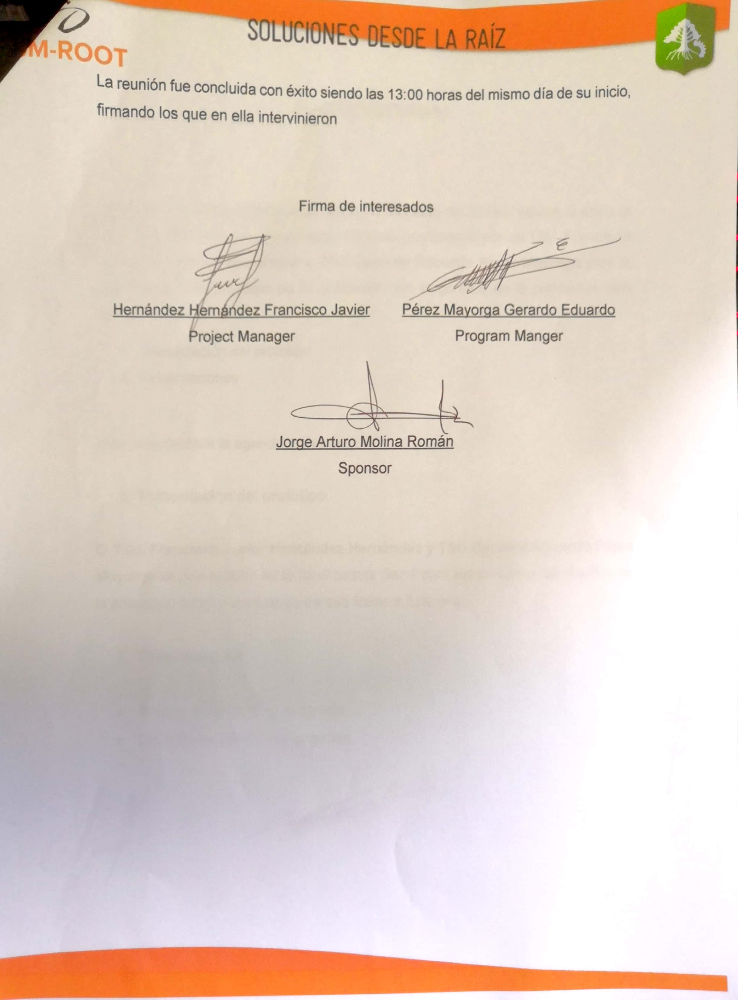 SOLUCIONES DESDE LA RAÍZ
M-ROOT
La reunión fue concluida con éxito siendo las 13:00 horas del mismo día de su inicio,
firmando los que en ella intervinieron
Firma de interesados
Hernández Hernández Francisco Javier
Pérez Mayorga Gerardo Eduardo
Project Manager
Program Manger
Jorge Arturo Molina Román
Sponsor